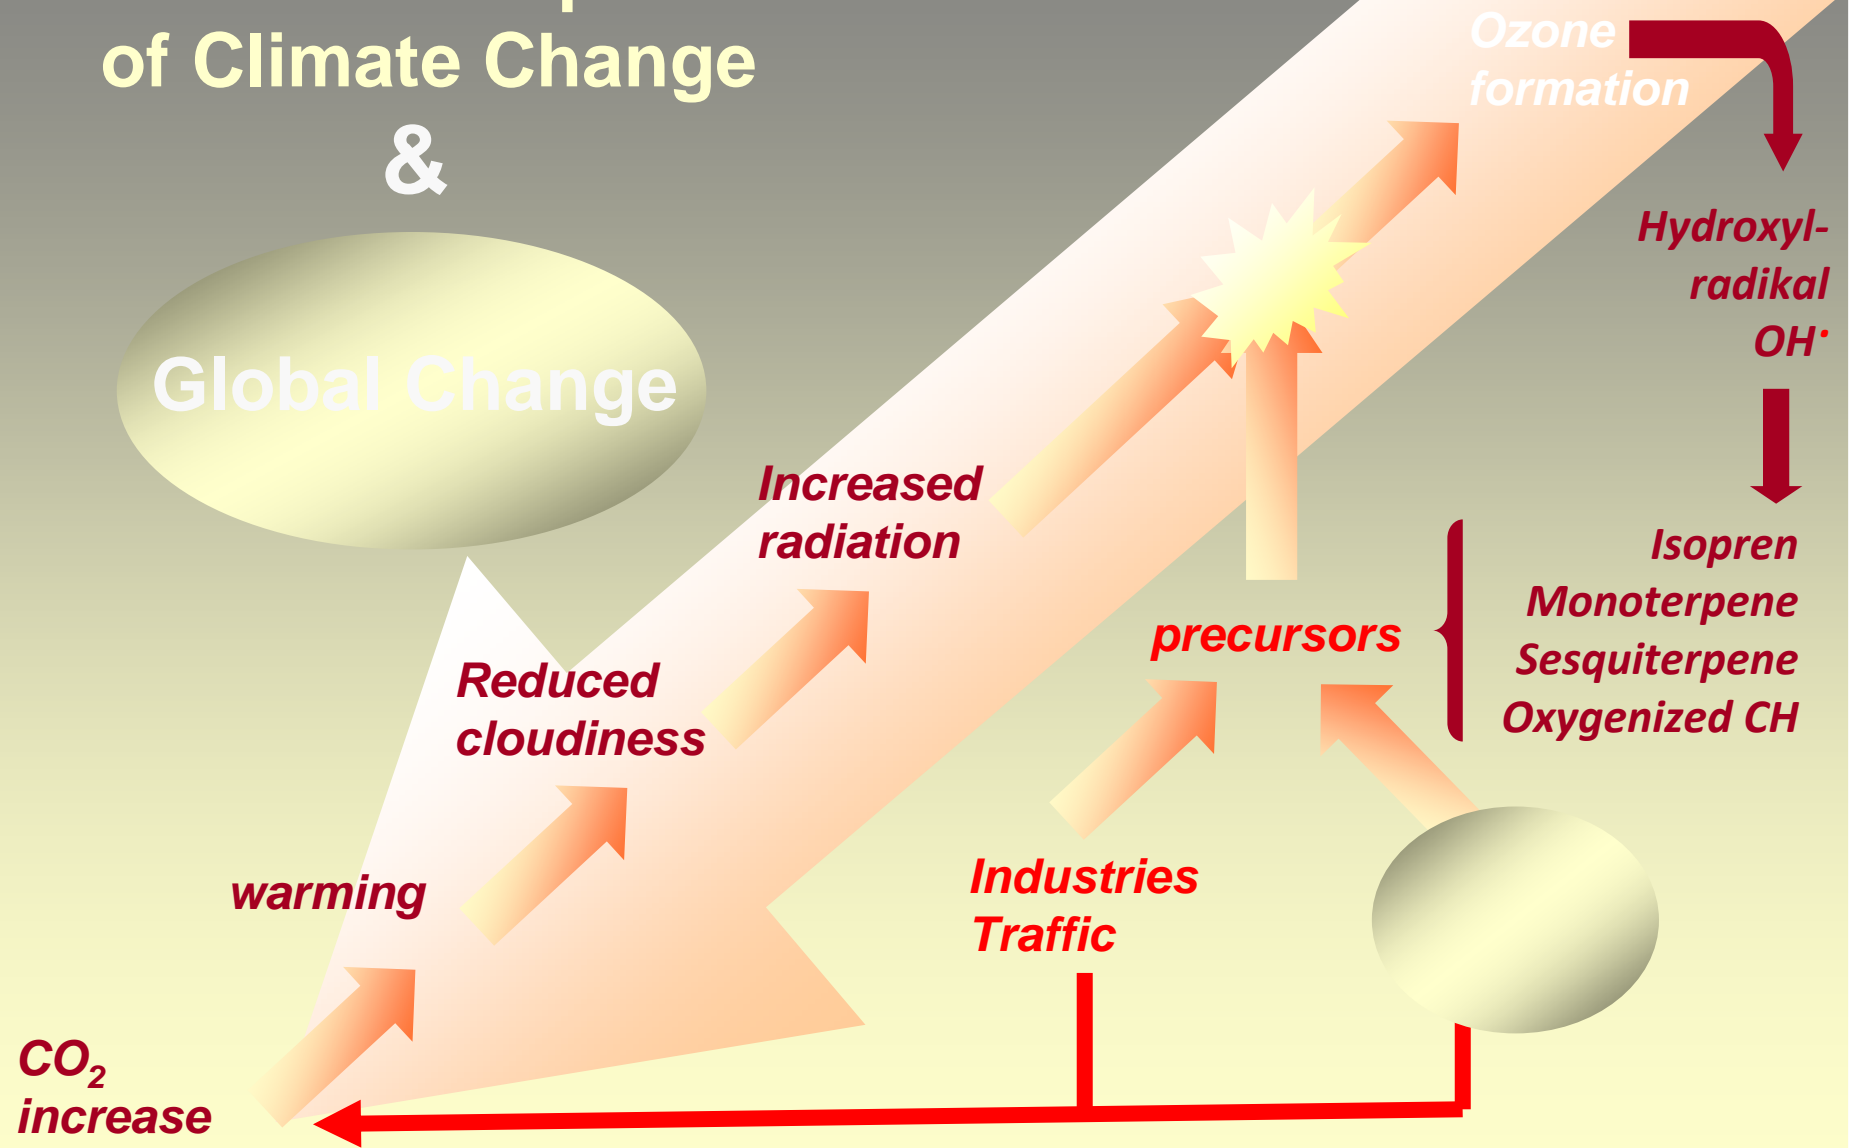 of Climate Change
&
Global Change
Ozone
formation
Hydroxyl-
radikal
OH·
Increased
radiation
Isopren
Monoterpene
Sesquiterpene
Oxygenized CH
precursors
Reduced
cloudiness
warming
Industries
Traffic
CO₂
increase